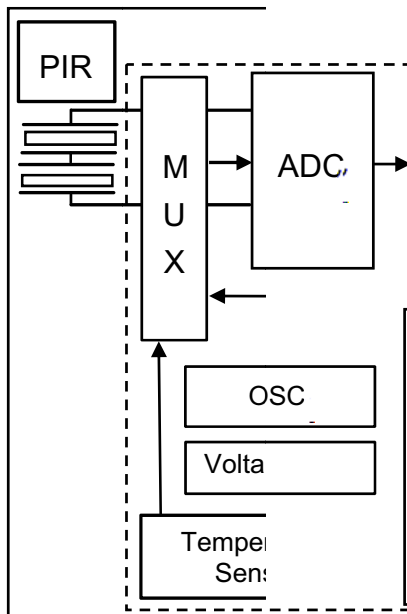 PIR
M
U
X
ADC
OSC
Volta
Temper
Sens